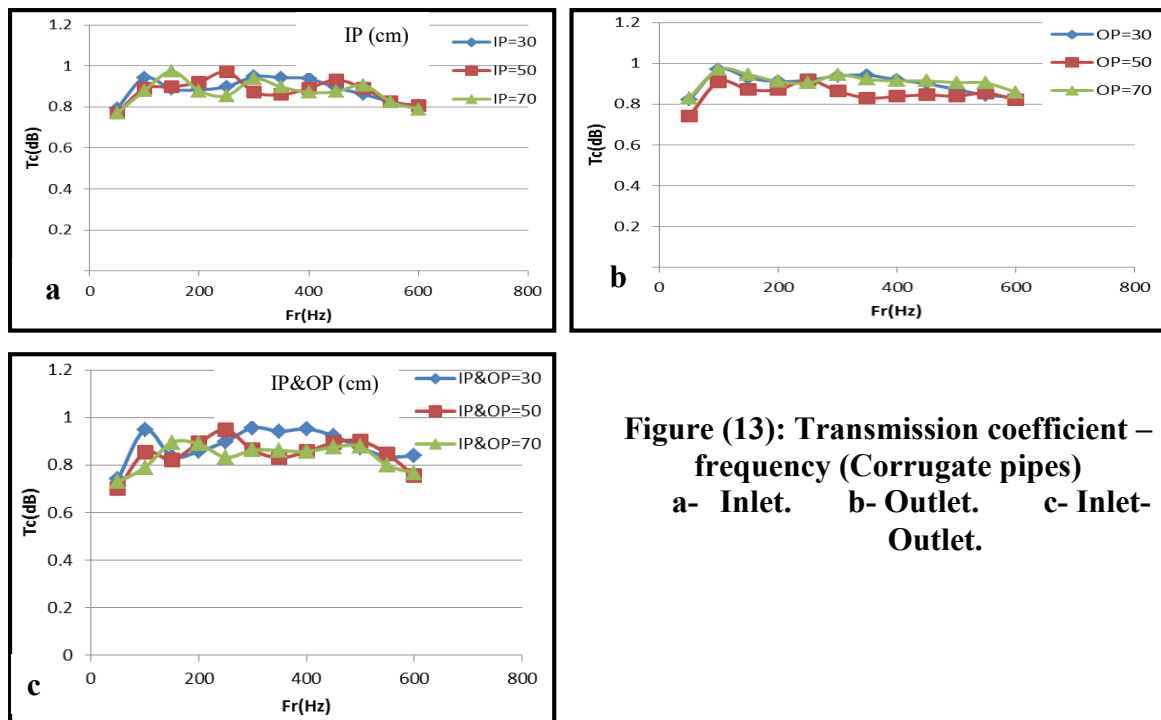 1.2
1
0.8
0.6
0.4
0.2
Tc(dB)
IP (cm)
IP=30
IP=50
IP=70
a
0 200 400 600 800
Fr(Hz)
1.2
1
0.8
0.6
0.4
0.2
0
Tc(dB)
OP=30
OP=50
OP=70
b
0 200 400 600 800
Fr(Hz)
1.2
1
0.8
0.6
0.4
0.2
0
Tc(dB)
IP&OP (cm)
IP&OP=30
IP&OP=50
IP&OP=70
c
0 200 400 600 800
Fr(Hz)
Figure (13): Transmission coefficient –
frequency (Corrugate pipes)
a- Inlet. b- Outlet. c- Inlet-
Outlet.